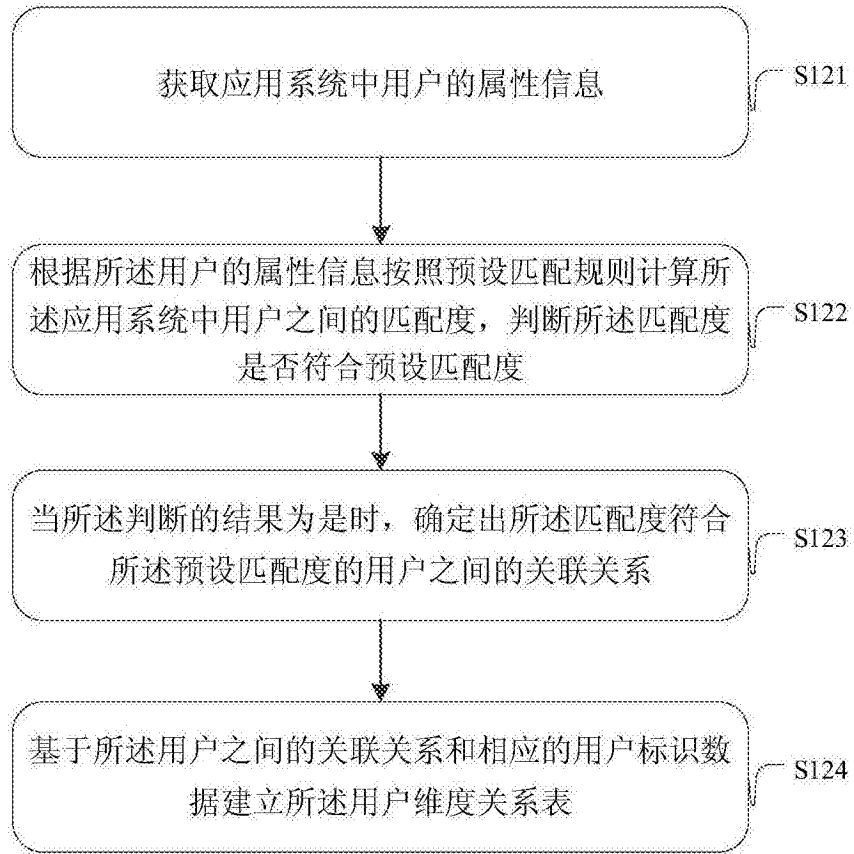 获取应用系统中用户的属性信息
S121
根据所述用户的属性信息按照预设匹配规则计算所
述应用系统中用户之间的匹配度，判断所述匹配度
是否符合预设匹配度
S122
当所述判断的结果为是时，确定出所述匹配度符合
所述预设匹配度的用户之间的关联关系
S123
基于所述用户之间的关联关系和相应的用户标识数
据建立所述用户维度关系表
S124